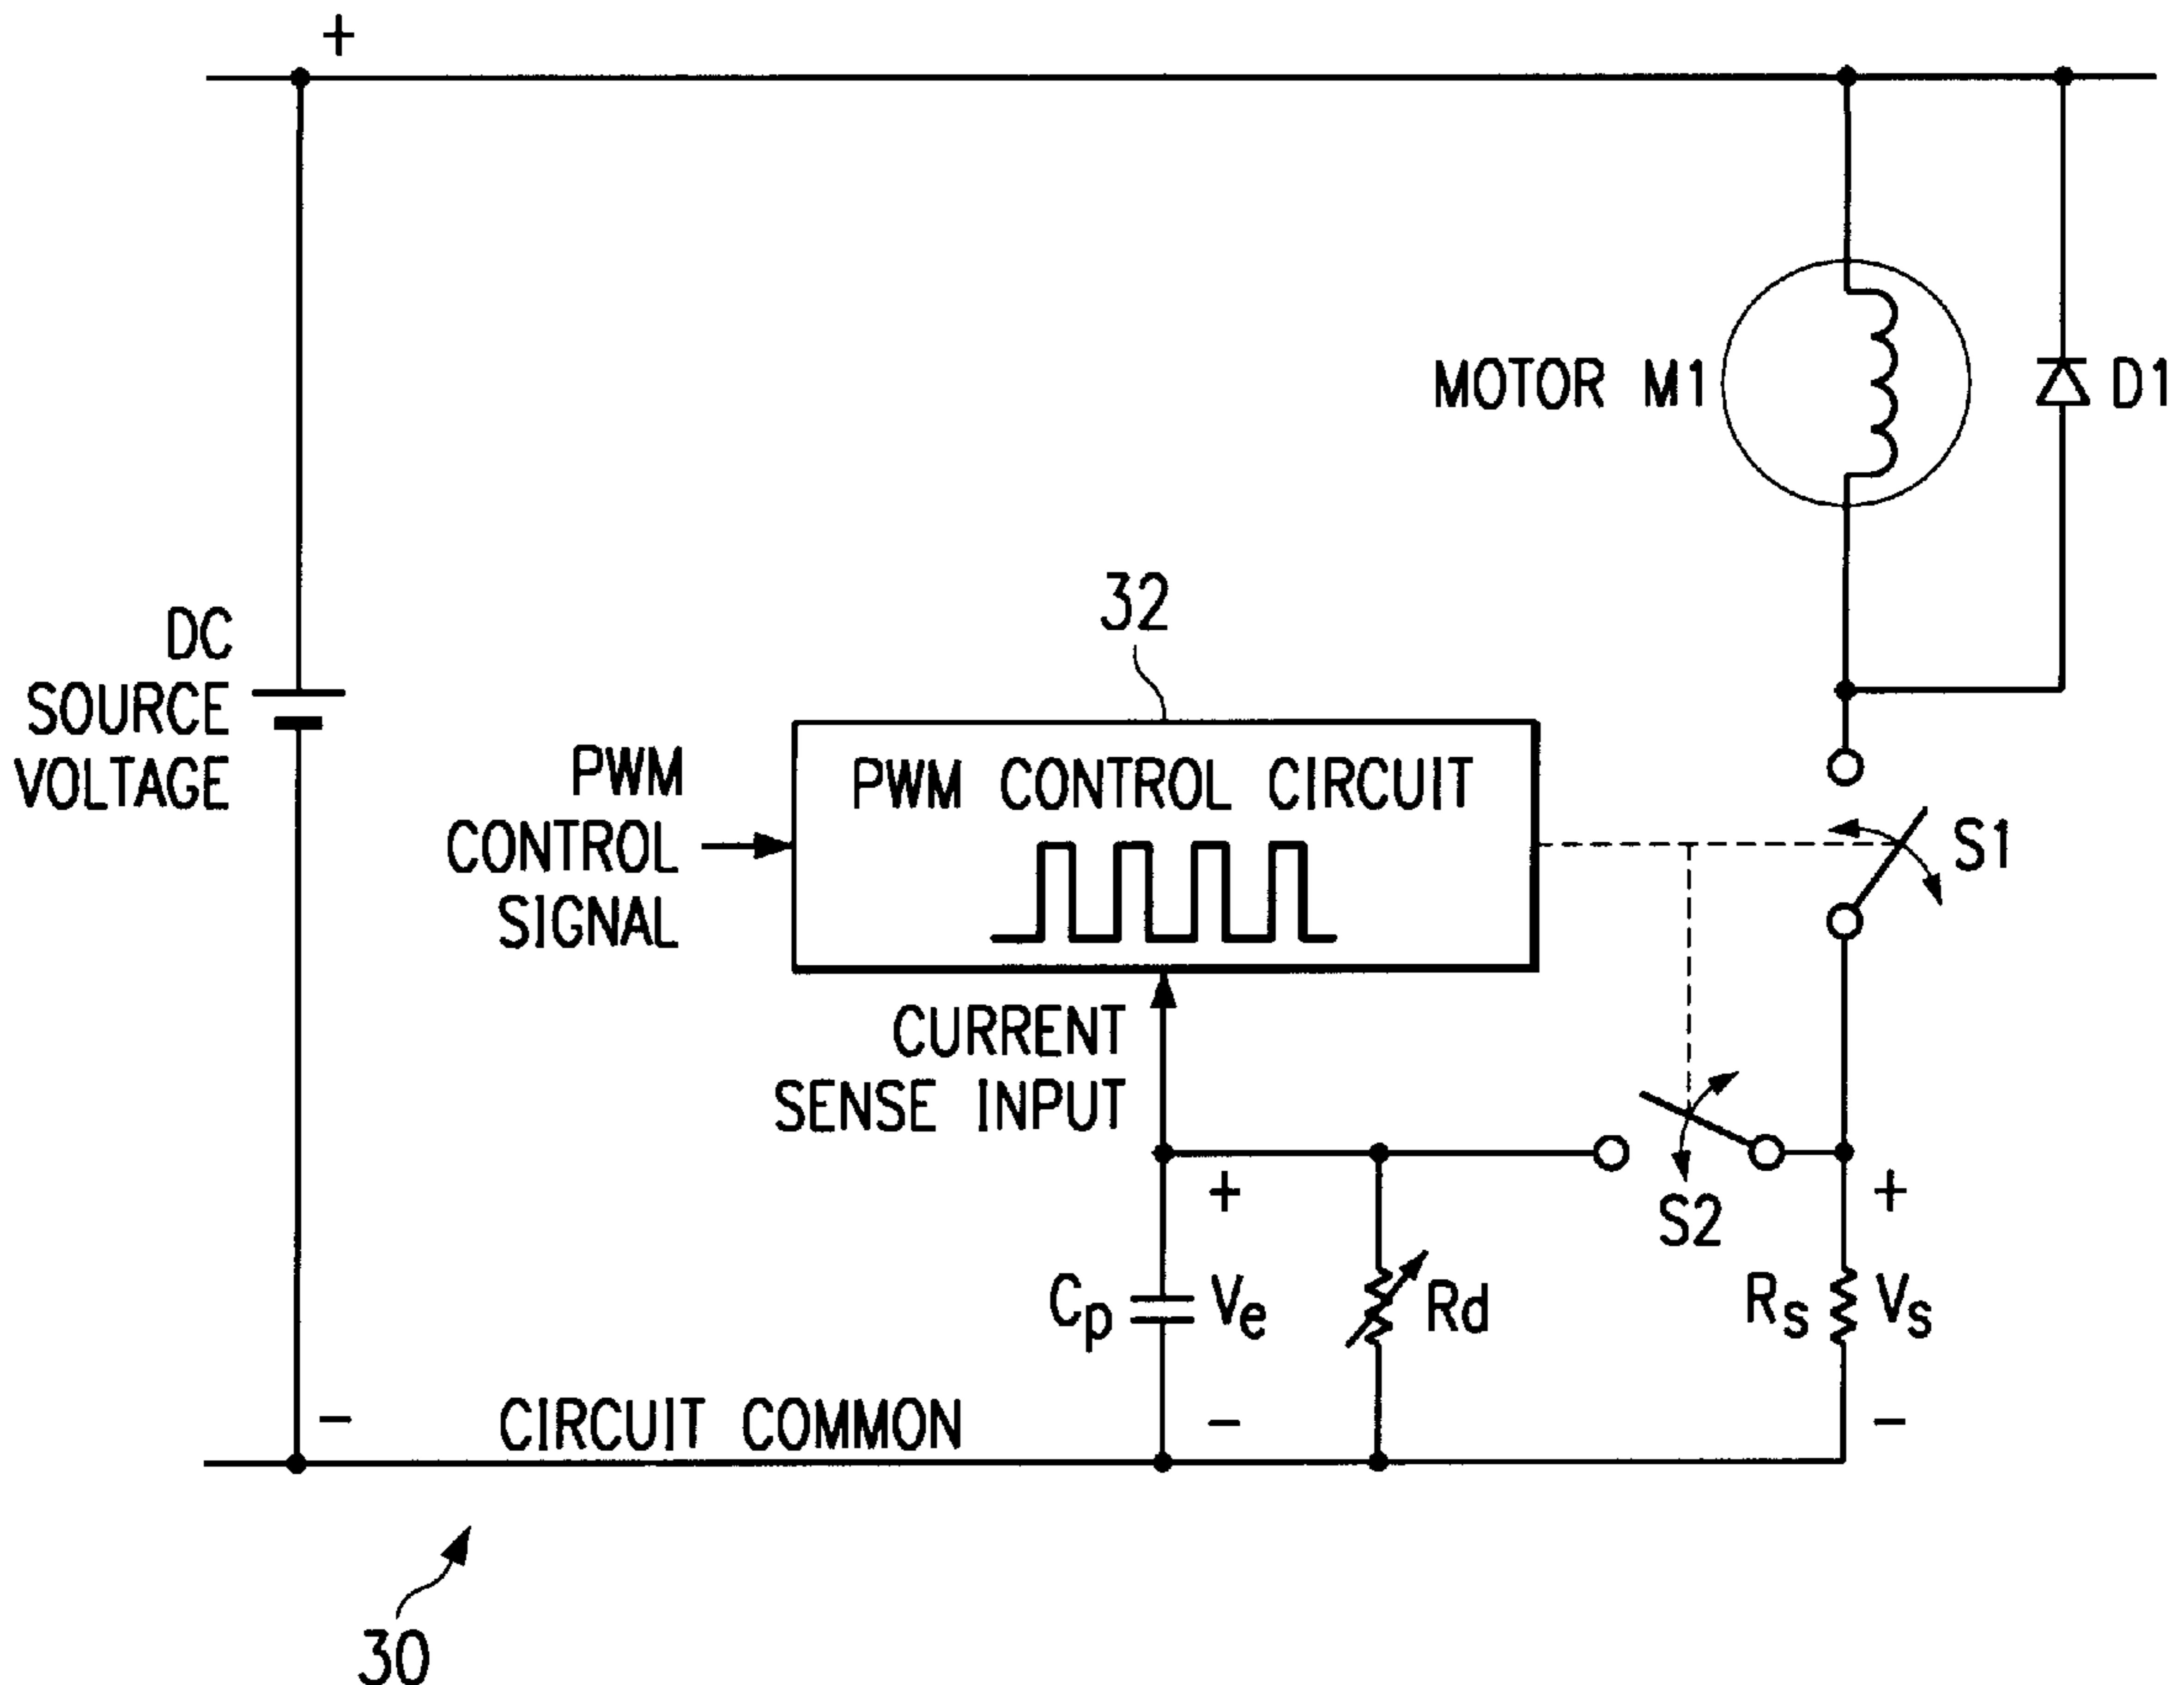 +
MOTOR M1
D1
32
DC
SOURCE
VOLTAGE
PWM
CONTROL
SIGNAL
PWM CONTROL CIRCUIT
S1
CURRENT
SENSE INPUT
S2
+
+
Cp
Ve
Rd
Rs
Vs
-
-
-
CIRCUIT COMMON
30